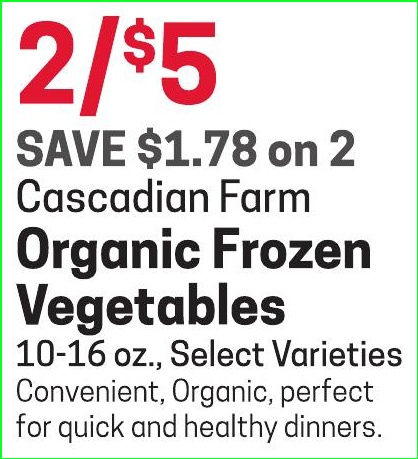 2/$5
SAVE $1.78 on 2
Cascadian Farm
Organic Frozen
Vegetables
10-16 oz., Select Varieties
Convenient, Organic, perfect
for quick and healthy dinners.